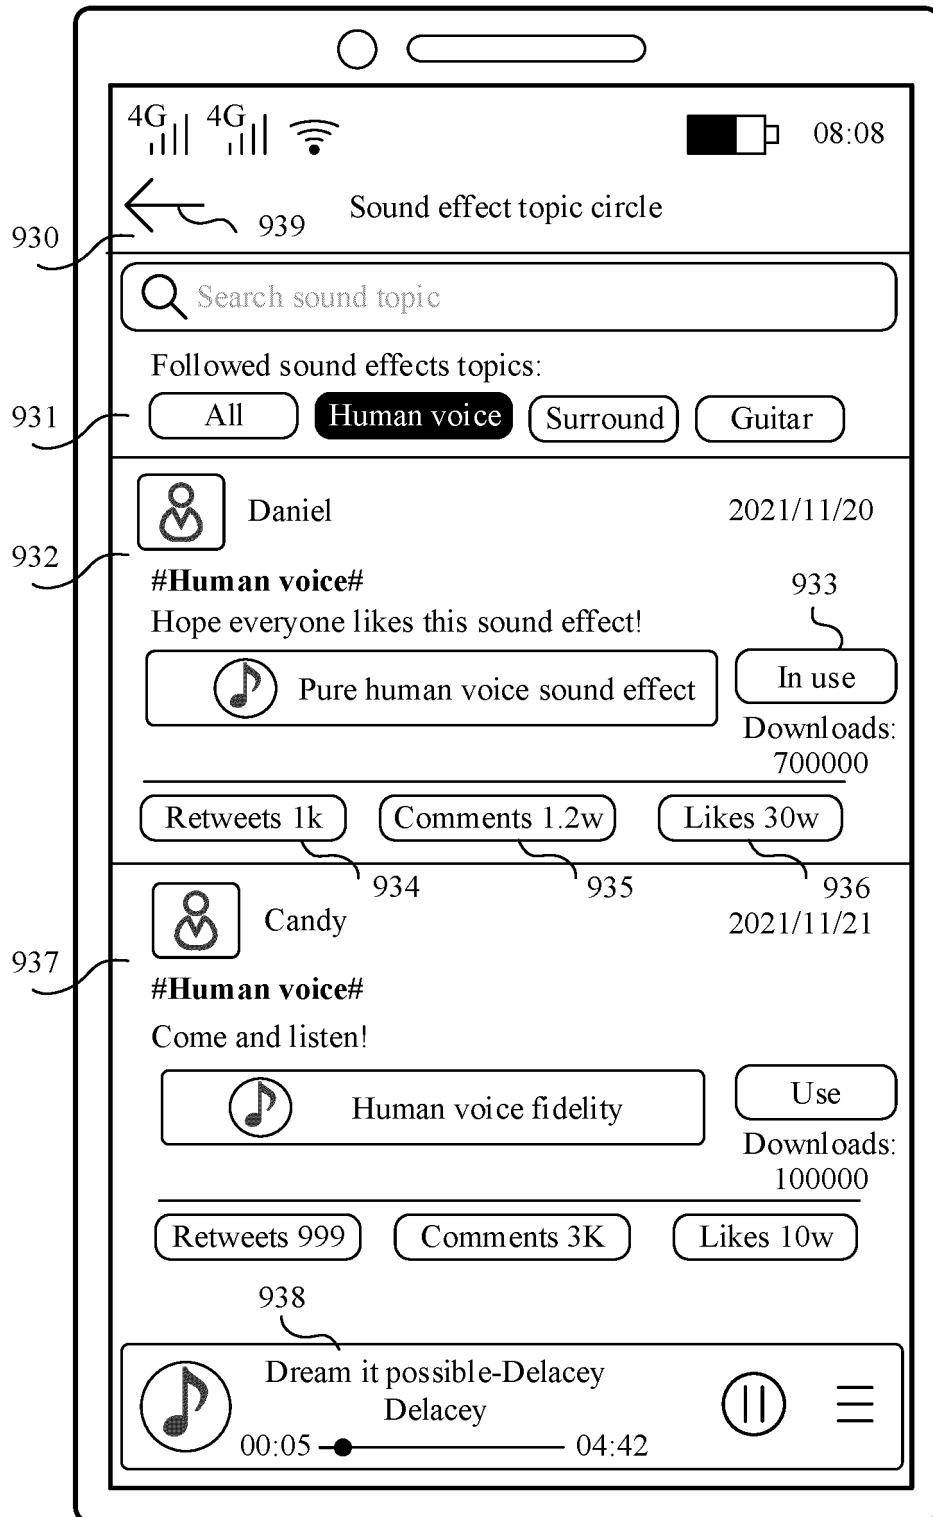 4G 4G 08:08
Sound effect topic circle
939
930
Search sound topic
Followed sound effects topics:
931
All Human voice Surround Guitar
Daniel 2021/11/20
932
#Human voice#
933
Hope everyone likes this sound effect!
Pure human voice sound effect In use
Downloads:
700000
Retweets 1k Comments 1.2w Likes 30w
934 935 936
Candy 2021/11/21
937
#Human voice#
Come and listen!
Human voice fidelity Use
Downloads:
100000
Retweets 999 Comments 3K Likes 10w
938
Dream it possible-Delacey
Delacey
00:05 04:42